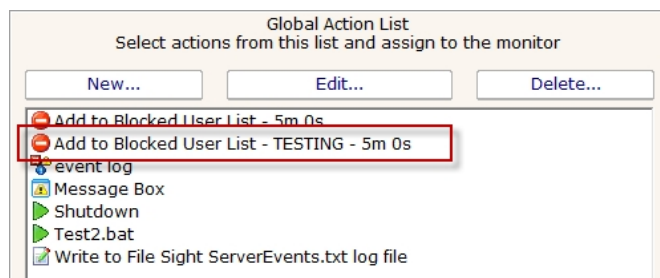 Global Action List
Select actions from this list and assign to the monitor
New... Edit... Delete...
Add to Blocked User List - 5m 0s
Add to Blocked User List - TESTING - 5m 0s
event log
Message Box
Shutdown
Test2.bat
Write to File Sight ServerEvents.txt log file